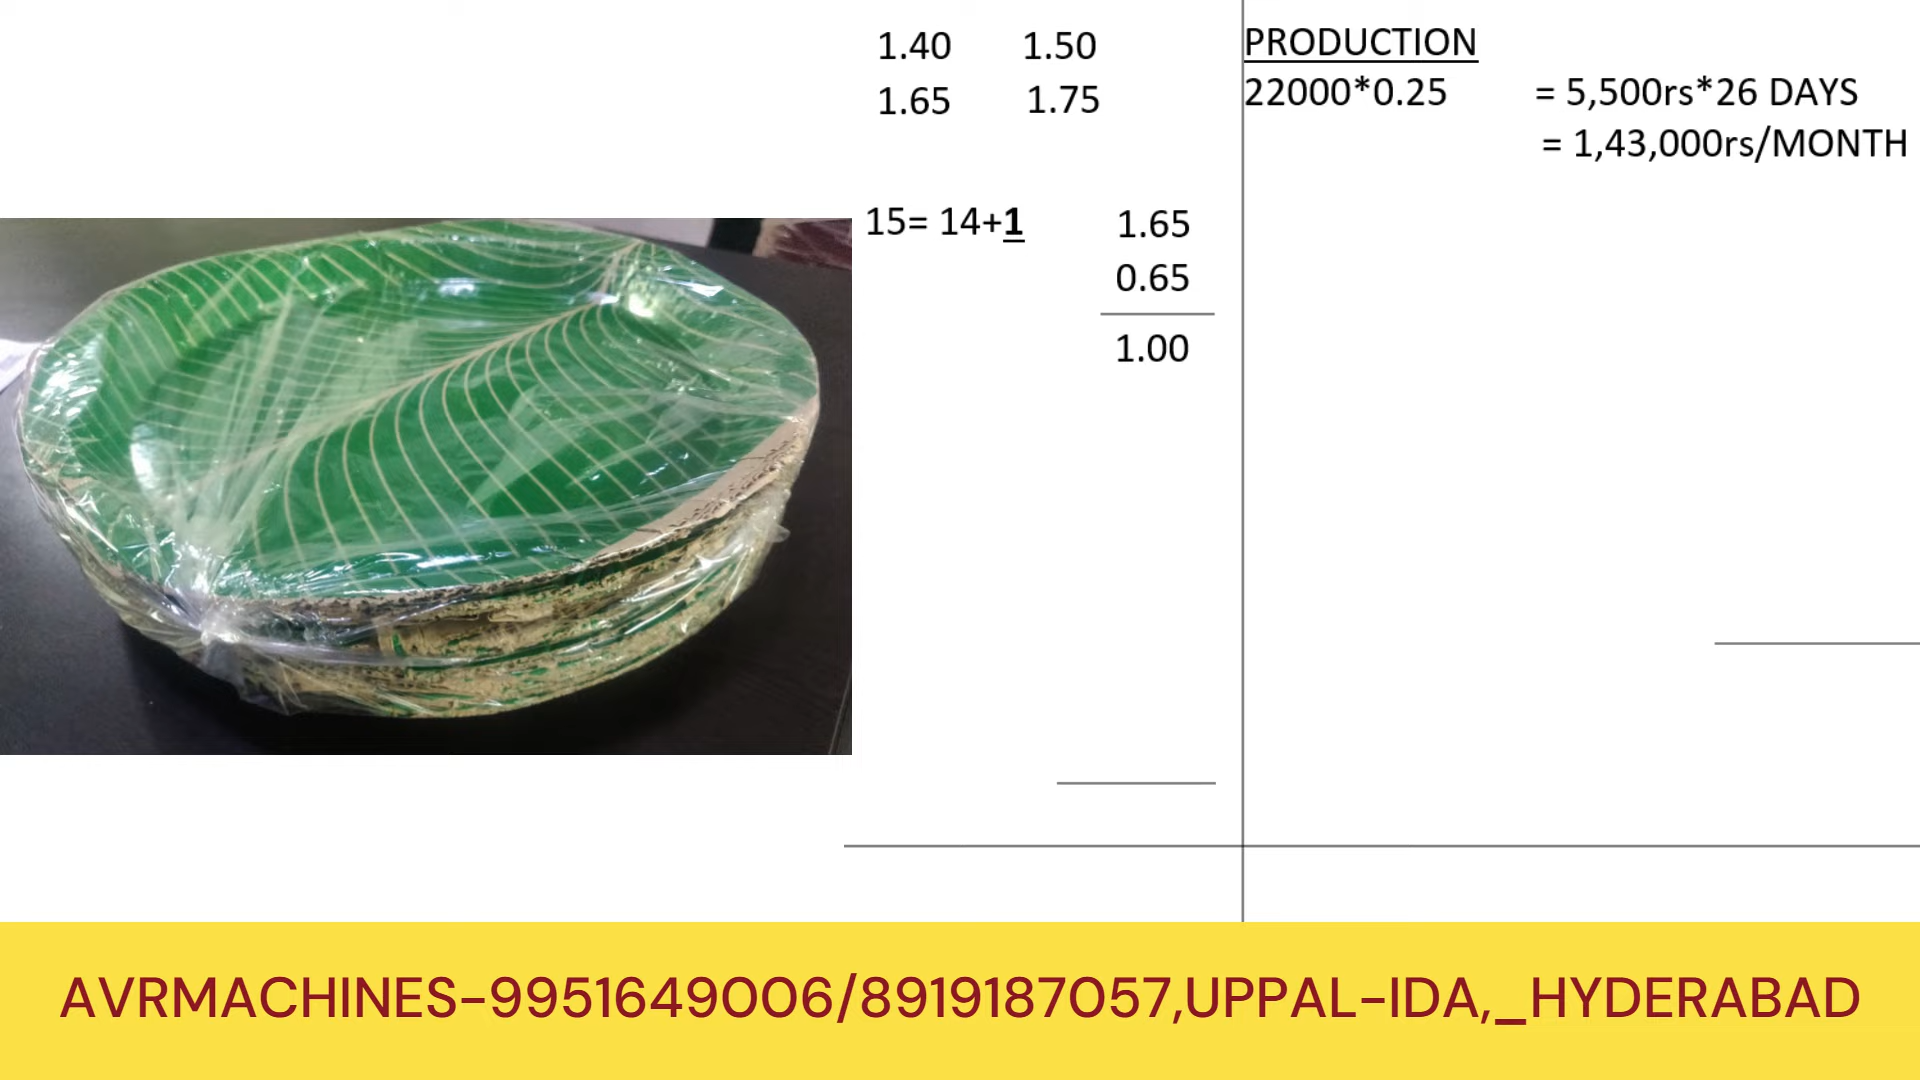 1.40 1.50
1.65 1.75
15= 14+1
1.65
0.65
1.00
PRODUCTION
22000*0.25 = 5,500rs*26 DAYS
= 1,43,000rs/MONTH
AVRMACHINES-9951649006/8919187057,UPPAL-IDA,_HYDERABAD